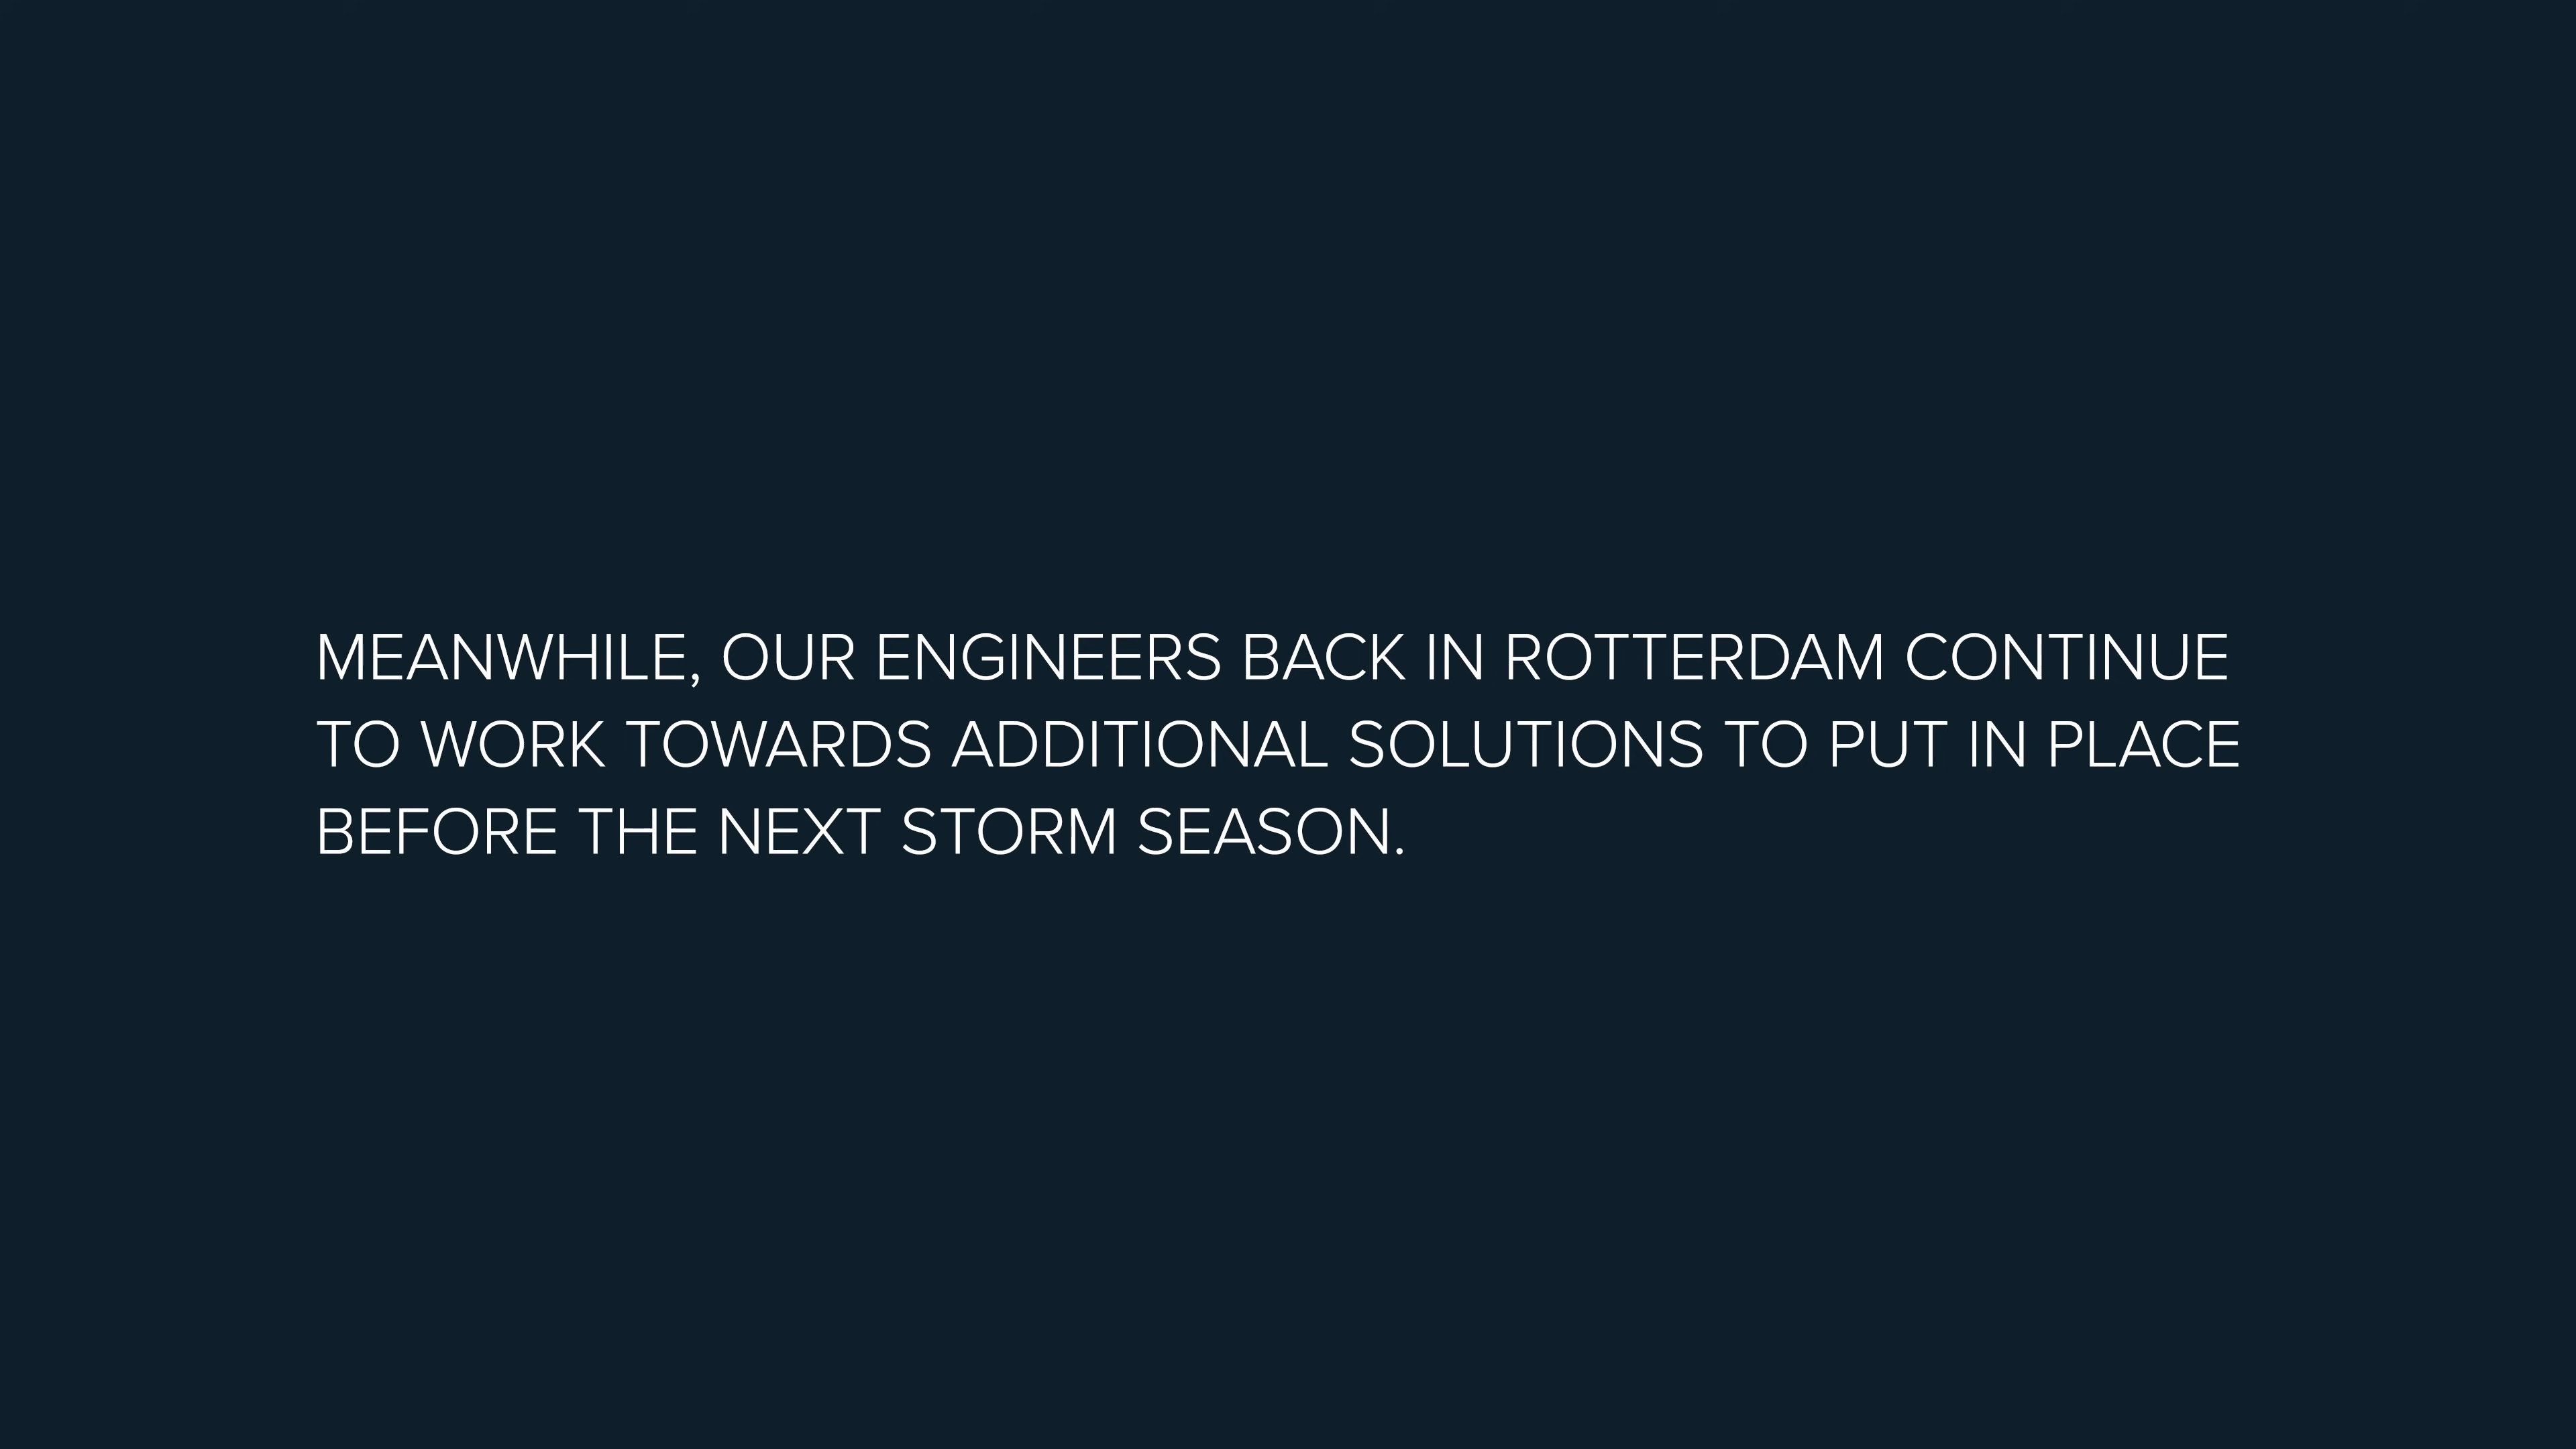 MEANWHILE, OUR ENGINEERS BACK IN ROTTERDAM CONTINUE
TO WORK TOWARDS ADDITIONAL SOLUTIONS TO PUT IN PLACE
BEFORE THE NEXT STORM SEASON.